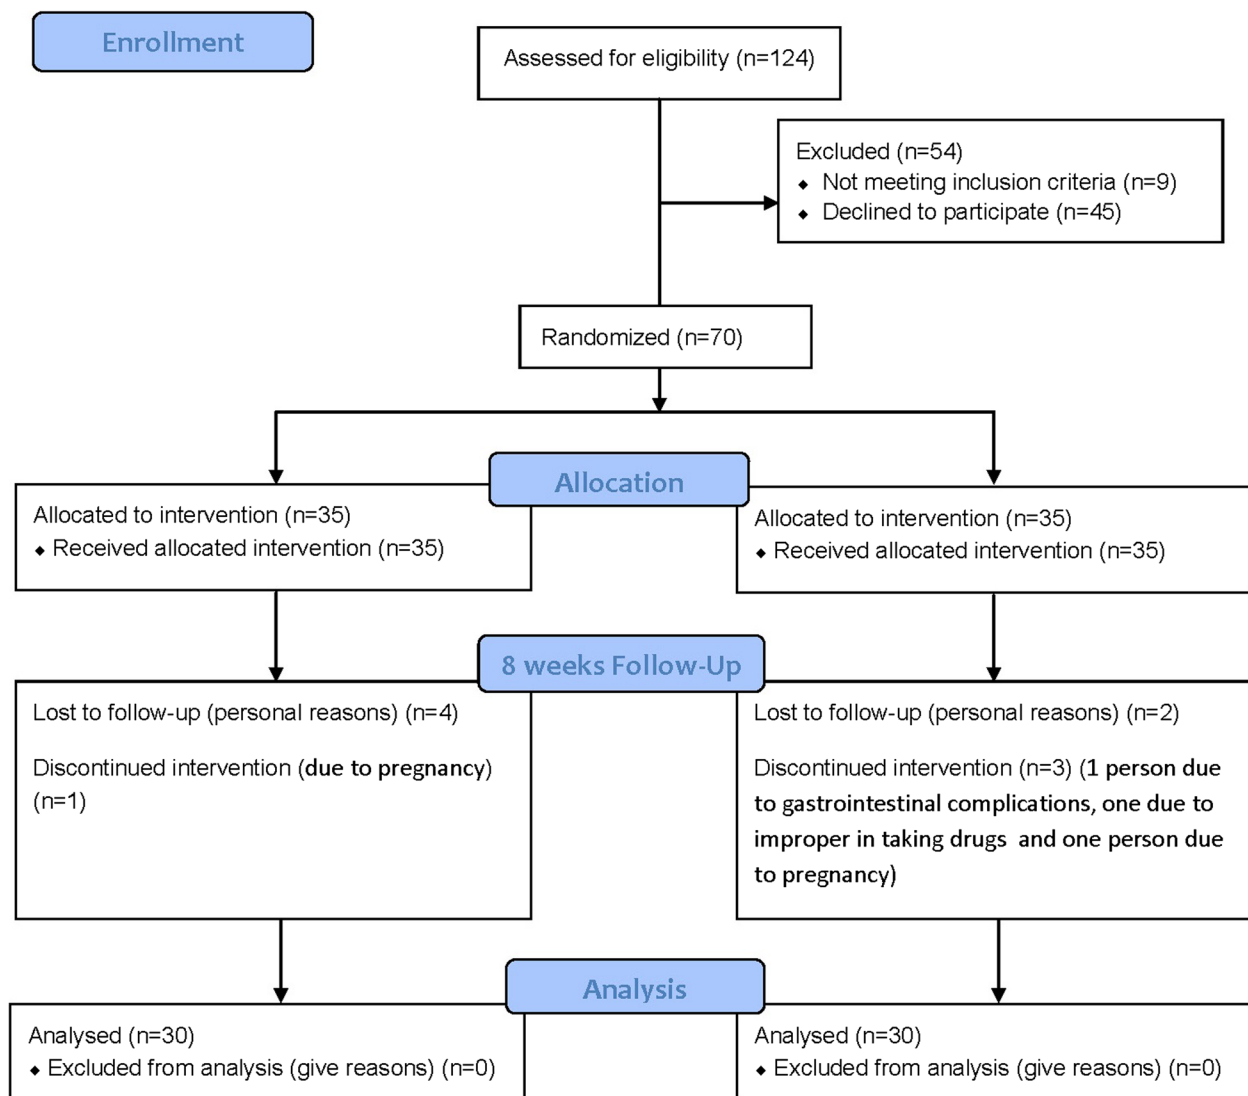 Enrollment
Assessed for eligibility (n=124)
Excluded (n=54)
⬥ Not meeting inclusion criteria (n=9)
⬥ Declined to participate (n=45)
Randomized (n=70)
Allocation
Allocated to intervention (n=35)
⬥ Received allocated intervention (n=35)
Allocated to intervention (n=35)
⬥ Received allocated intervention (n=35)
8 weeks Follow-Up
Lost to follow-up (personal reasons) (n=4)
Discontinued intervention (due to pregnancy)
(n=1)
Lost to follow-up (personal reasons) (n=2)
Discontinued intervention (n=3) (1 person due
to gastrointestinal complications, one due to
improper in taking drugs and one person due
to pregnancy)
Analysis
Analysed (n=30)
⬥ Excluded from analysis (give reasons) (n=0)
Analysed (n=30)
⬥ Excluded from analysis (give reasons) (n=0)